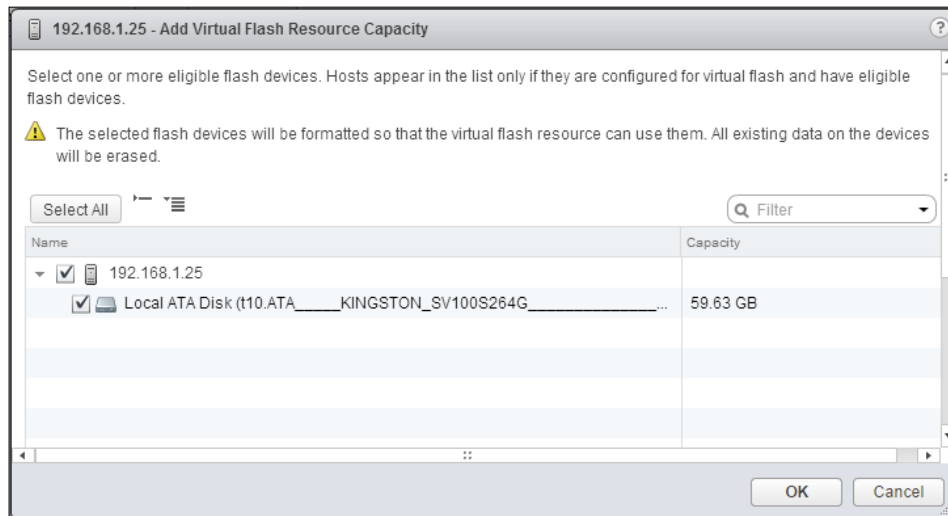 192.168.1.25 - Add Virtual Flash Resource Capacity
?
Select one or more eligible flash devices. Hosts appear in the list only if they are configured for virtual flash and have eligible
flash devices.
The selected flash devices will be formatted so that the virtual flash resource can use them. All existing data on the devices
will be erased.
Select All
Filter
Name Capacity
192.168.1.25
Local ATA Disk (t10.ATA_____KINGSTON_SV100S264G_______________... 59.63 GB
OK Cancel